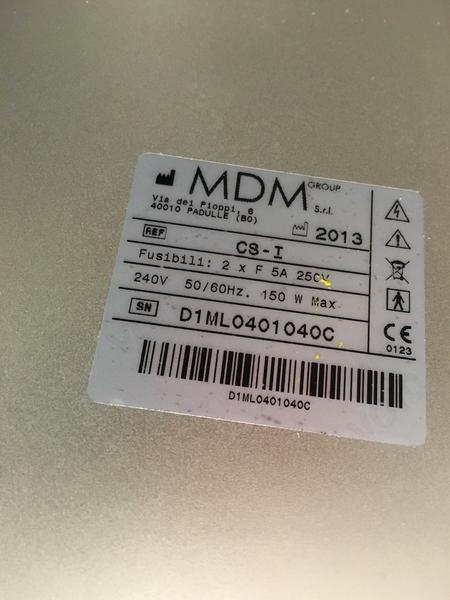 MDM GROUP S.r.l.
Via dei Pioppi, 6
40010 PADULLE (BO)
2013
REF CS-I
Fusibili: 2 x F 5A 250V
240V 50/60Hz. 150 W Max
SN D1ML0401040C
D1ML0401040C
CE
0123